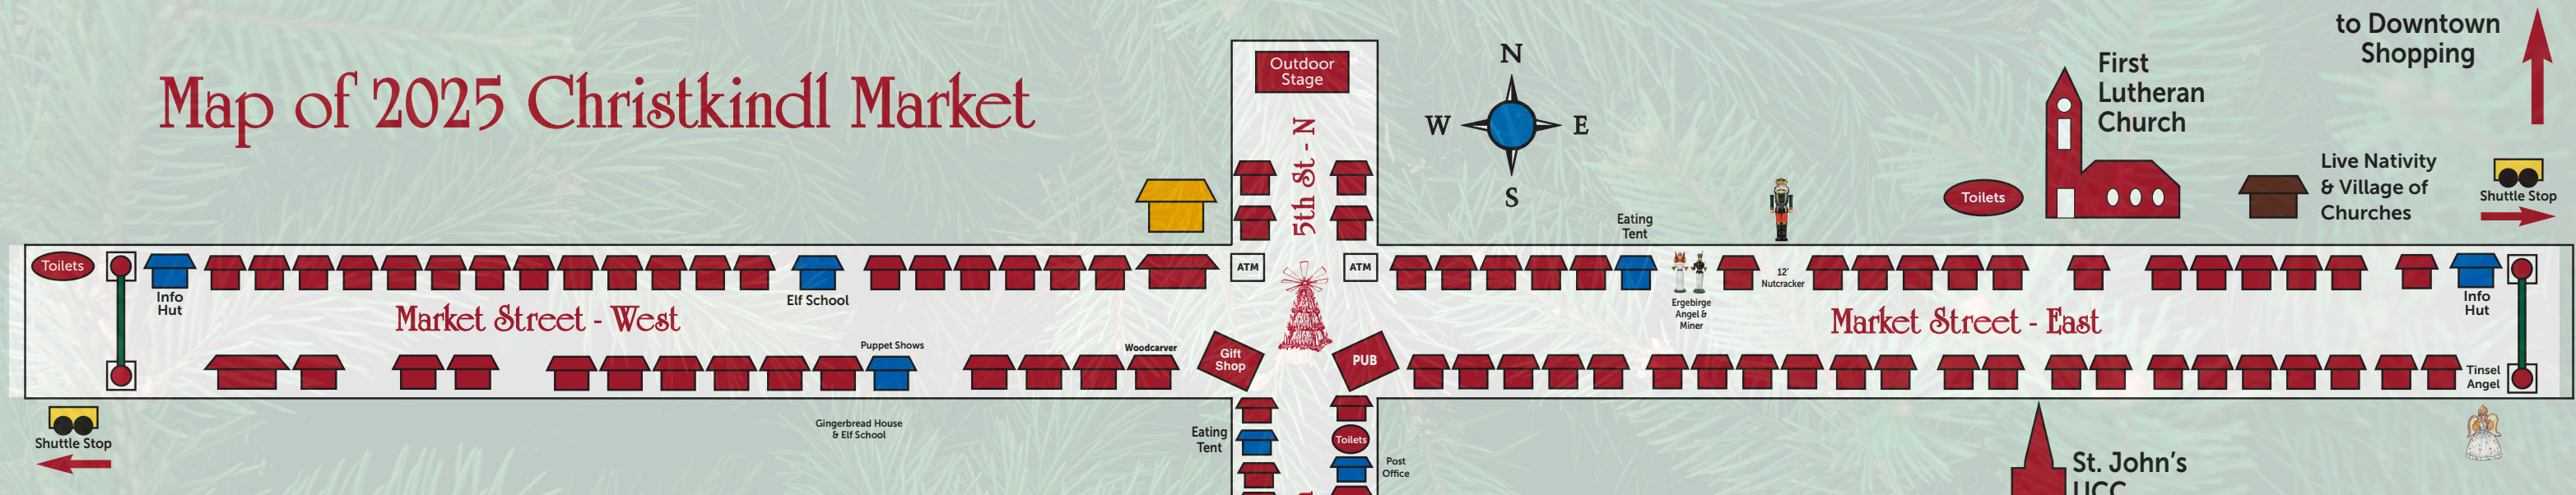 Map of 2025 Christkindl Market
Outdoor
Stage
5th St - N
N
W
E
S
to Downtown
Shopping
First
Lutheran
Church
Toilets
Live Nativity
& Village of
Churches
Shuttle Stop
Eating
Tent
Toilets
Info
Hut
Elf School
ATM
ATM
Ergebirge
Angel &
Miner
12'
Nutcracker
Info
Hut
Market Street - West
Market Street - East
Puppet Shows
Woodcarver
Gift
Shop
PUB
Tinsel
Angel
Shuttle Stop
Gingerbread House
& Elf School
Eating
Tent
Toilets
Post
Office
St. John's
UCC